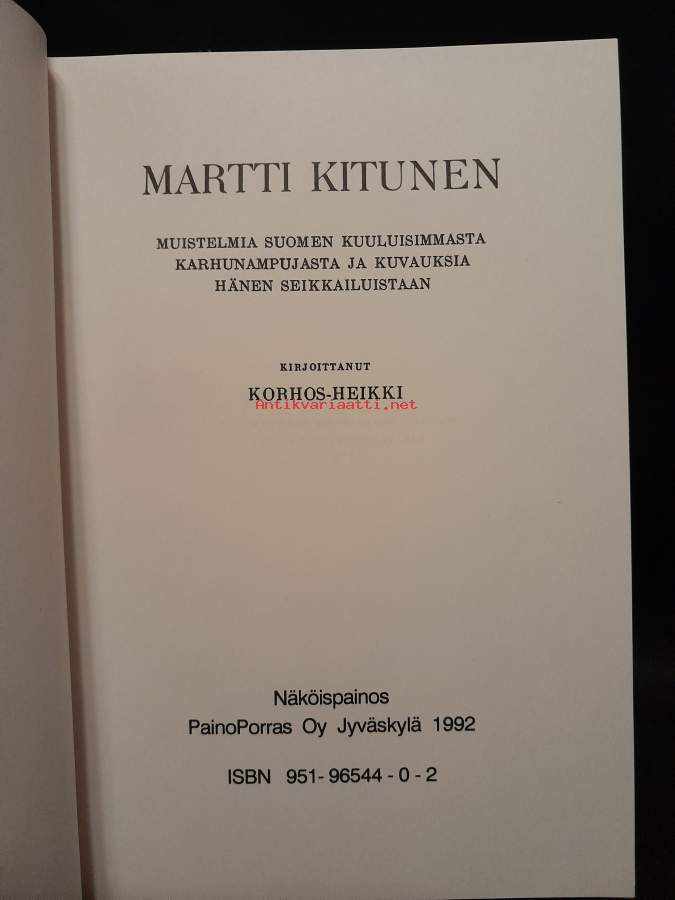 MARTTI KITUNEN
MUISTELMIA SUOMEN KUULUISIMMASTA
KARHUNAMPUJASTA JA KUVAUKSIA
HÄNEN SEIKKAILUISTAAN
KIRJOITTANUT
KORHOS-HEIKKI
Antikvariaatti.net
Näköispainos
PainoPorras Oy Jyväskylä 1992
ISBN 951-96544-0-2